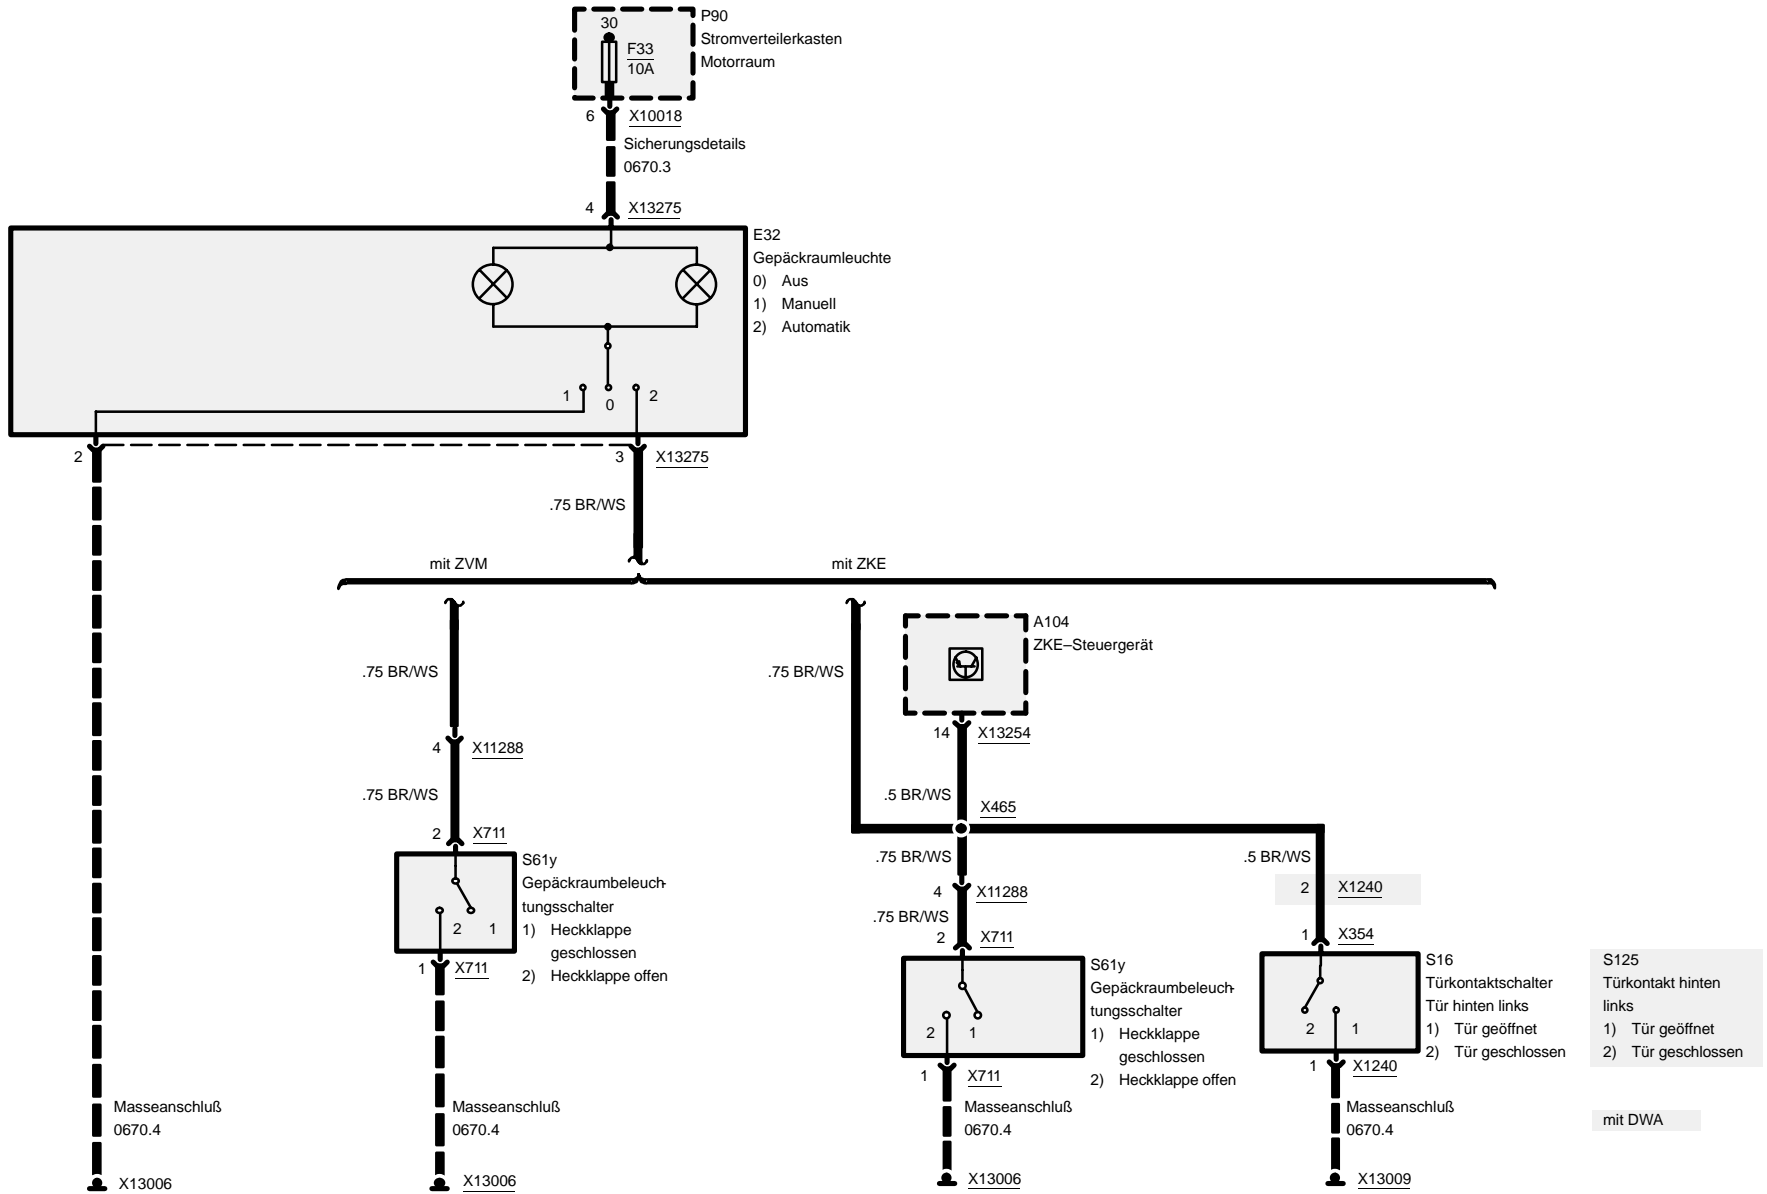 30
F33
10A
P90
Stromverteilerkasten
Motorraum
6 X10018
Sicherungsdetails
0670.3
4 X13275
E32
Gepäckraumleuchte
0) Aus
1) Manuell
2) Automatik
1 0 2
2
3 X13275
.75 BR/WS
mit ZVM
mit ZKE
.75 BR/WS
4 X11288
.75 BR/WS
2 X711
S61y
Gepäckraumbeleuch-
tungsschalter
1) Heckklappe
geschlossen
2) Heckklappe offen
2 1
1 X711
.75 BR/WS
A104
ZKE–Steuergerät
14 X13254
.5 BR/WS
X465
.75 BR/WS
4 X11288
.75 BR/WS
2 X711
S61y
Gepäckraumbeleuch-
tungsschalter
1) Heckklappe
geschlossen
2) Heckklappe offen
2 1
1 X711
.5 BR/WS
2 X1240
1 X354
S16
Türkontaktschalter
Tür hinten links
1) Tür geöffnet
2) Tür geschlossen
2 1
1 X1240
S125
Türkontakt hinten
links
1) Tür geöffnet
2) Tür geschlossen
mit DWA
Masseanschluß
0670.4
X13006
Masseanschluß
0670.4
X13006
Masseanschluß
0670.4
X13006
Masseanschluß
0670.4
X13009